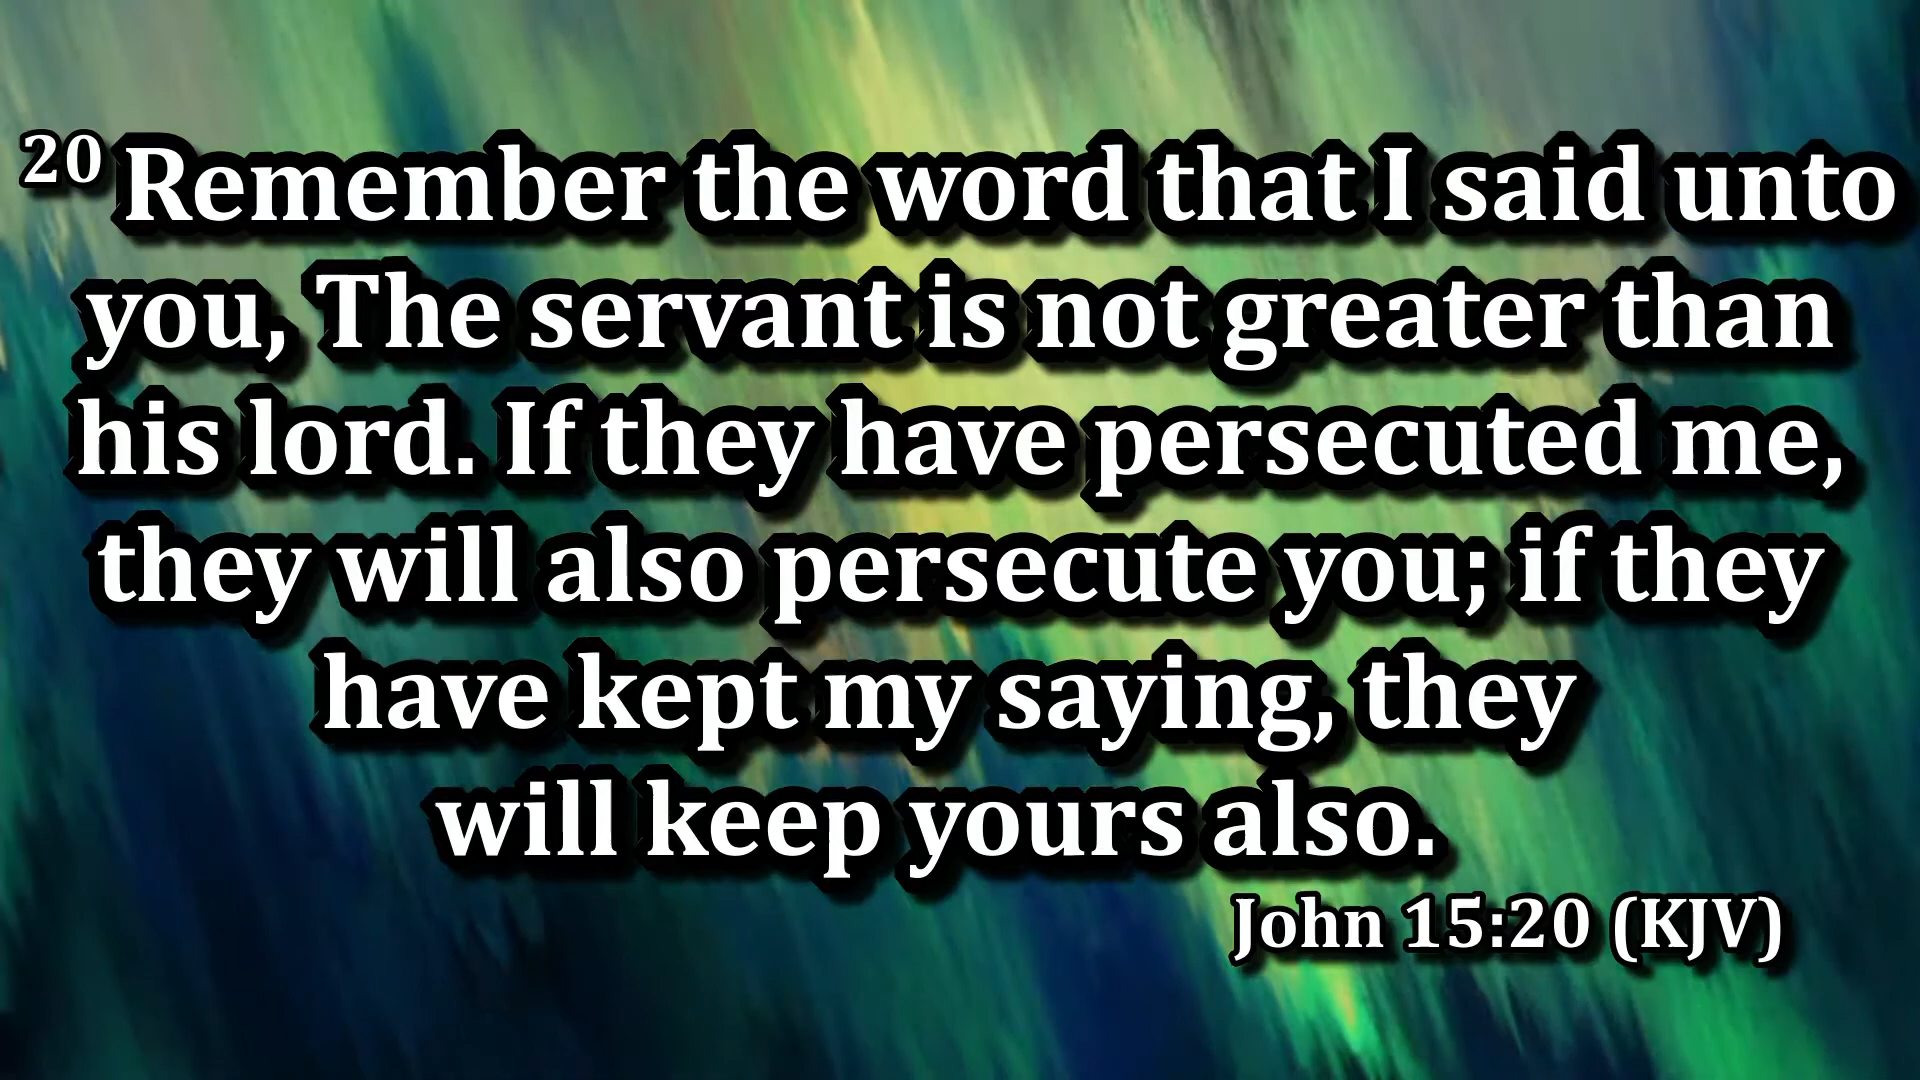 20 Remember the word that I said unto
you, The servant is not greater than
his lord. If they have persecuted me,
they will also persecute you; if they
have kept my saying, they
will keep yours also.
John 15:20 (KJV)